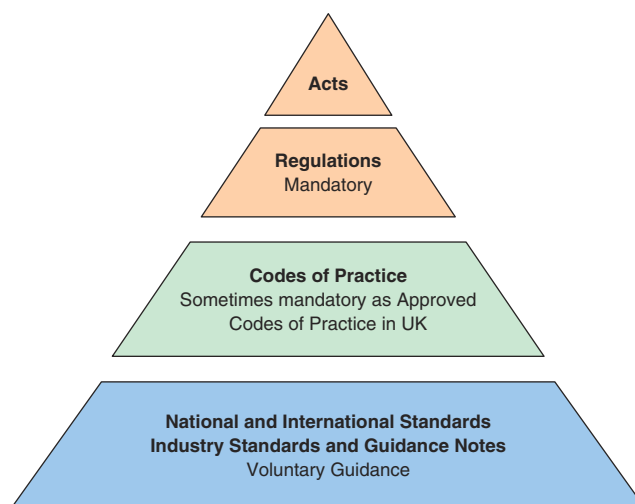 Acts
Regulations
Mandatory
Codes of Practice
Sometimes mandatory as Approved
Codes of Practice in UK
National and International Standards
Industry Standards and Guidance Notes
Voluntary Guidance